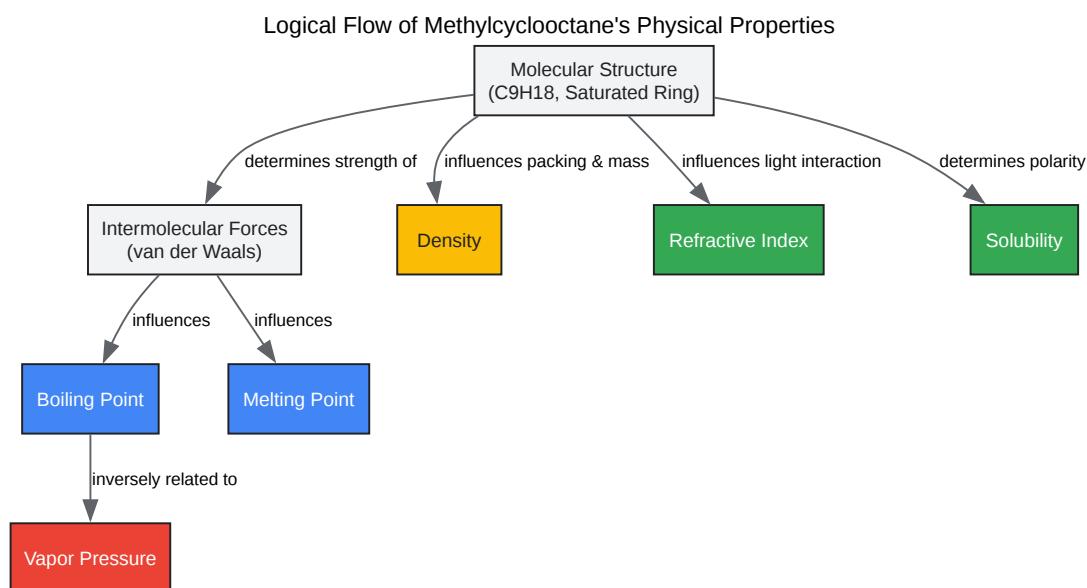 Logical Flow of Methylcyclooctane's Physical Properties
Molecular Structure
(C9H18, Saturated Ring)
determines strength of
influences packing & mass
influences light interaction
determines polarity
Intermolecular Forces
(van der Waals)
Density
Refractive Index
Solubility
influences
influences
Boiling Point
Melting Point
inversely related to
Vapor Pressure